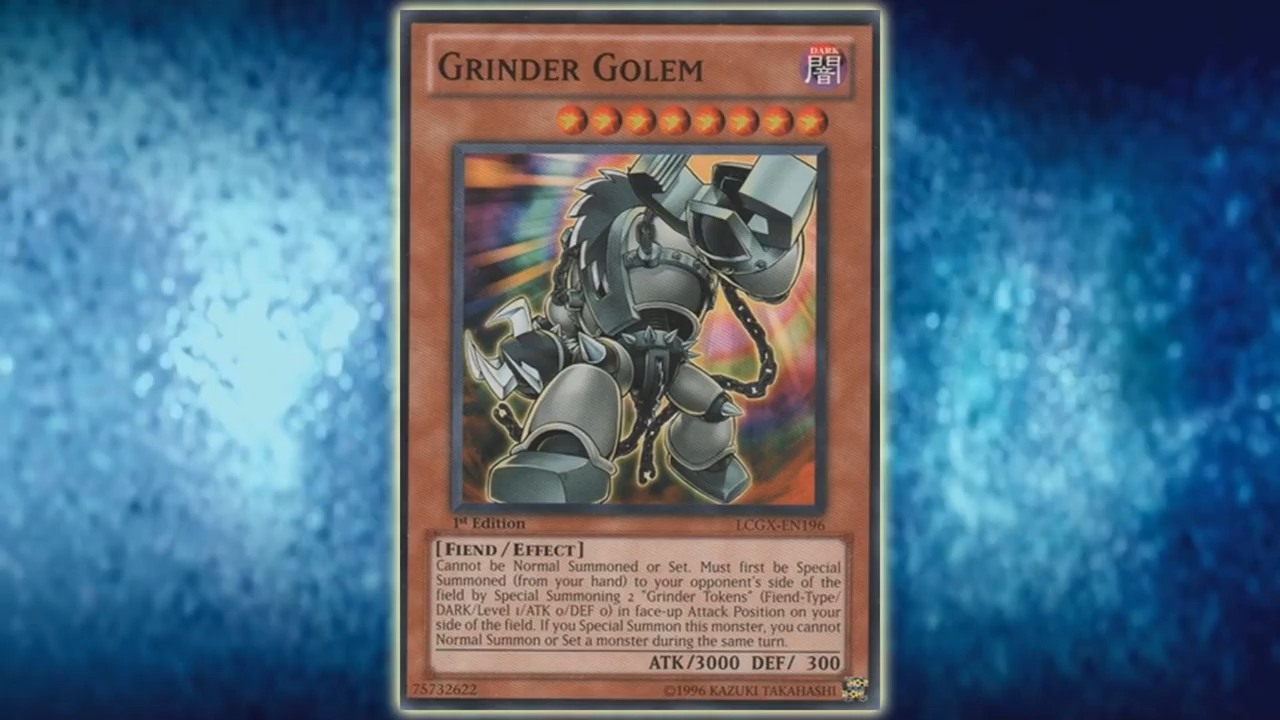 GRINDER GOLEM
DARK
闇
1st Edition
LCGX-EN196
[FIEND/EFFECT]
Cannot be Normal Summoned or Set. Must first be Special
Summoned (from your hand) to your opponent's side of the
field by Special Summoning 2 "Grinder Tokens" (Fiend-Type/
DARK/Level 1/ATK 0/DEF 0) in face-up Attack Position on your
side of the field. If you Special Summon this monster, you cannot
Normal Summon or Set a monster during the same turn.
ATK/3000 DEF/ 300
75732622
©1996 KAZUKI TAKAHASHI